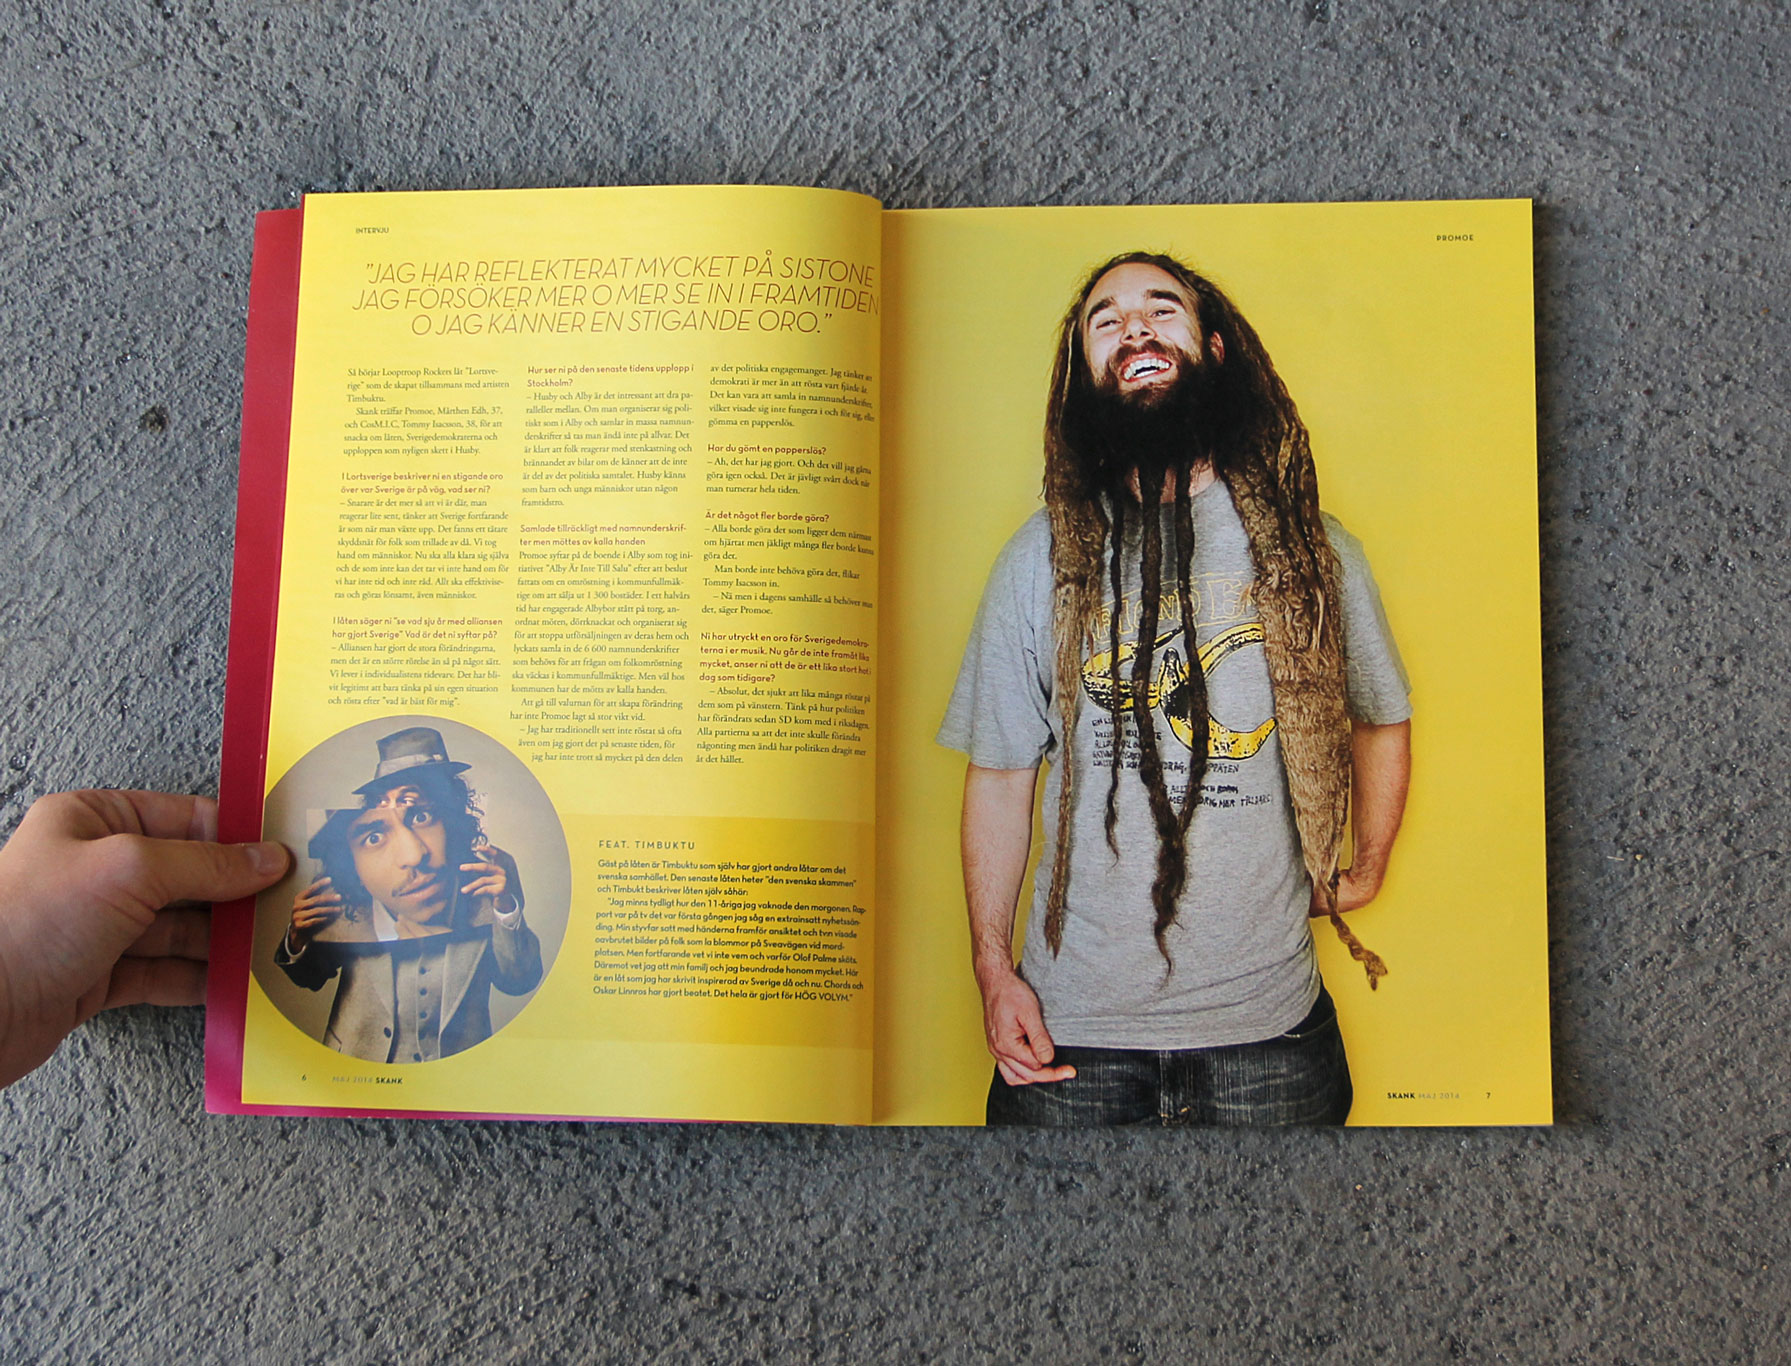 INTERVJU
"JAG HAR REFLEKTERAT MYCKET PÅ SISTONE
JAG FÖRSÖKER MER O MER SE IN I FRAMTIDEN
O JAG KÄNNER EN STIGANDE ORO."
Så börjar Looptroop Rockers låt "Lortsve-
rige" som de skapat tillsammans med artisten
Timbuktu.
Skank träffar Promoe, Mårthen Edh, 37,
och CosM.I.C, Tommy Isacsson, 38, för att
snacka om låten, Sverigedemokraterna och
upploppen som nyligen skett i Husby.
I Lortsverige beskriver ni en stigande oro
över var Sverige är på väg, vad ser ni?
– Snarare är det mer så att vi är där, man
reagerar lite sent, tänker att Sverige fortfarande
är som när man växte upp. Det fanns ett tätare
skyddsnät för folk som trillade av då. Vi tog
hand om människor. Nu ska alla klara sig själva
och de som inte kan det tar vi inte hand om för
vi har inte tid och inte råd. Allt ska effektivise-
ras och göras lönsamt, även människor.
I låten säger ni "se vad sju år med alliansen
har gjort Sverige" Vad är det ni syftar på?
– Alliansen har gjort de stora förändringarna,
men det är en större rörelse än så på något sätt.
Vi lever i individualistens tidevarv. Det har bli-
vit legitimt att bara tänka på sin egen situation
och rösta efter "vad är bäst för mig".
Hur ser ni på den senaste tidens upplopp i
Stockholm?
– Husby och Alby är det intressant att dra pa-
ralleller mellan. Om man organiserar sig poli-
tiskt som i Alby och samlar in massa namnun-
derskrifter så tas man ändå inte på allvar. Det
är klart att folk reagerar med stenkastning och
brännandet av bilar om de känner att de inte
är del av det politiska samtalet. Husby känns
som barn och unga människor utan någon
framtidstro.
Samlade tillräckligt med namnunderskrif-
ter men möttes av kalla handen
Promoe syftar på de boende i Alby som tog ini-
tiativet "Alby Är Inte Till Salu" efter att beslut
fattats om en omröstning i kommunfullmäk-
tige om att sälja ut 1 300 bostäder. I ett halvårs
tid har engagerade Albybor stått på torg, an-
ordnat möten, dörrknackat och organiserat sig
för att stoppa utförsäljningen av deras hem och
lyckats samla in de 6 600 namnunderskrifter
som behövs för att frågan om folkomröstning
ska väckas i kommunfullmäktige. Men väl hos
kommunen har de mötts av kalla handen.
Att gå till valurnan för att skapa förändring
har inte Promoe lagt så stor vikt vid.
– Jag har traditionellt sett inte röstat så ofta
även om jag gjort det på senaste tiden, för
jag har inte trott så mycket på den delen
av det politiska engagemanget. Jag tänker att
demokrati är mer än att rösta vart fjärde år.
Det kan vara att samla in namnunderskrifter,
vilket visade sig inte fungera i och för sig, eller
gömma en papperslös.
Har du gömt en papperslös?
– Ah, det har jag gjort. Och det vill jag gärna
göra igen också. Det är jävligt svårt dock när
man turnerar hela tiden.
Är det något fler borde göra?
– Alla borde göra det som ligger dem närmast
om hjärtat men jäkligt många fler borde kunna
göra det.
Man borde inte behöva göra det, flikar
Tommy Isacsson in.
– Nä men i dagens samhälle så behöver man
det, säger Promoe.
Ni har utryckt en oro för Sverigedemokra-
terna i er musik. Nu går de inte framåt lika
mycket, anser ni att de är ett lika stort hot i
dag som tidigare?
– Absolut, det sjukt att lika många röstar på
dem som på vänstern. Tänk på hur politiken
har förändrats sedan SD kom med i riksdagen.
Alla partierna sa att det inte skulle förändra
någonting men ändå har politiken dragit mer
åt det hållet.
FEAT. TIMBUKTU
Gäst på låten är Timbuktu som själv har gjort andra låtar om det
svenska samhället. Den senaste låten heter "den svenska skammen"
och Timbukt beskriver låten själv såhär:
"Jag minns tydligt hur den 11-åriga jag vaknade den morgonen. Rap-
port var på tv det var första gången jag såg en extrainsatt nyhetssän-
ding. Min styvfar satt med händerna framför ansiktet och tvn visade
oavbrutet bilder på folk som la blommor på Sveavägen vid mord-
platsen. Men fortfarande vet vi inte vem och varför Olof Palme sköts.
Däremot vet jag att min familj och jag beundrade honom mycket. Här
är en låt som jag har skrivit inspirerad av Sverige då och nu. Chords och
Oskar Linnros har gjort beatet. Det hela är gjort för HÖG VOLYM."
6 MAJ 2014 SKANK
PROMOE
SKANK MAJ 2014 7